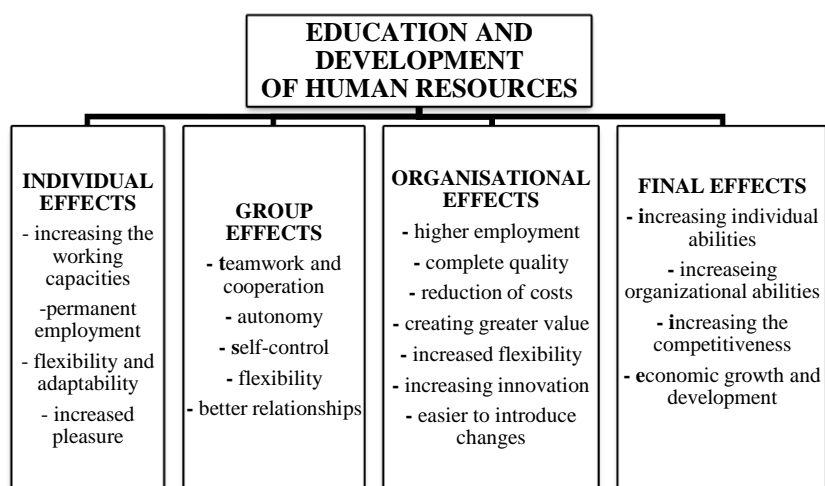 EDUCATION AND
DEVELOPMENT
OF HUMAN RESOURCES
INDIVIDUAL
EFFECTS
- increasing the
working
capacities
-permanent
employment
- flexibility and
adaptability
- increased
pleasure
GROUP
EFFECTS
- teamwork and
cooperation
- autonomy
- self-control
- flexibility
- better relationships
ORGANISATIONAL
EFFECTS
- higher employment
- complete quality
- reduction of costs
- creating greater value
- increased flexibility
- increasing innovation
- easier to introduce
changes
FINAL EFFECTS
- increasing individual
abilities
- increaseing
organizational abilities
- increasing the
competitiveness
- economic growth and
development